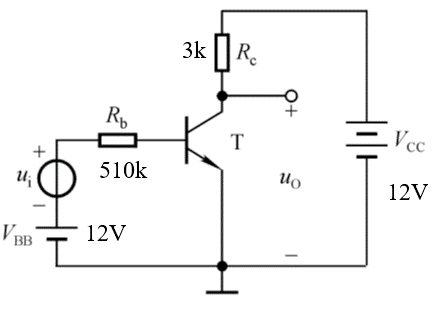 3k R_c
+
R_b
T
+ 510k u_i u_O V_CC
−
V_BB 12V 12V
−